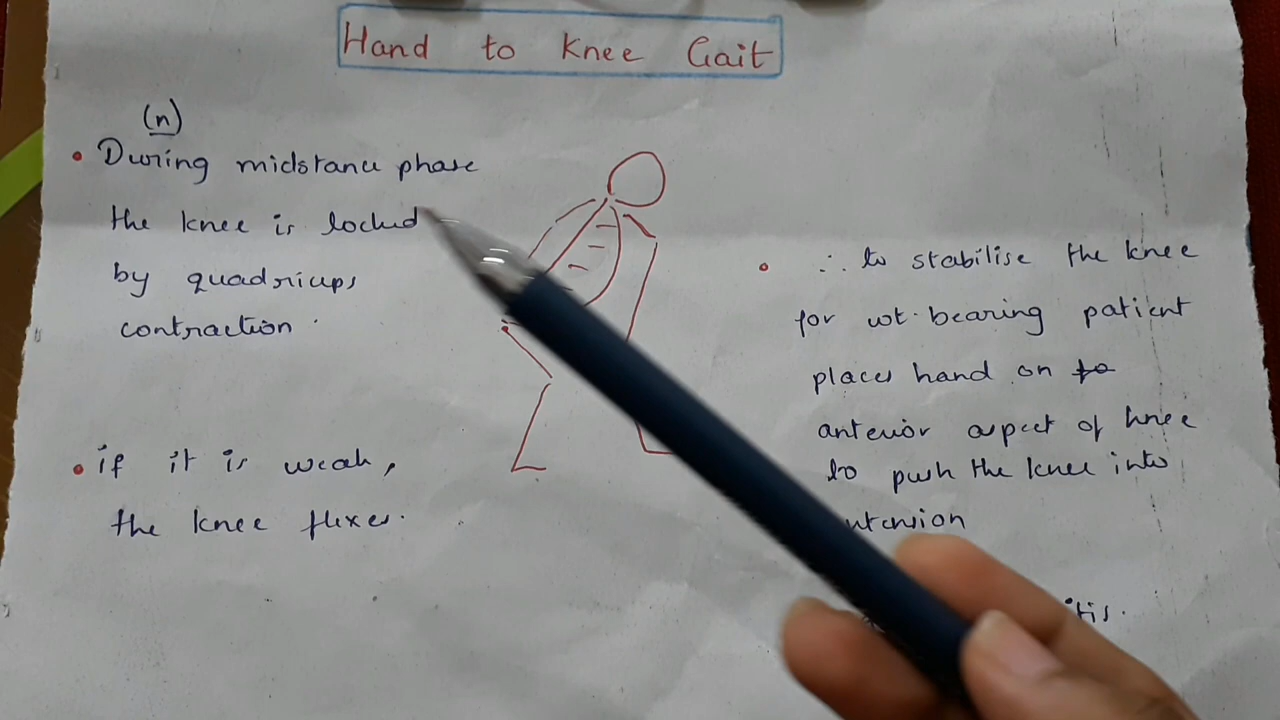 Hand to Knee Gait
(n)
• During midstance phase
the knee is locked
by quadriceps
contraction.
• if it is weak,
the knee flexes.
• ∴ to stabilise the knee
for wt. bearing patient
places hand on
anterior aspect of knee
to push the knee into